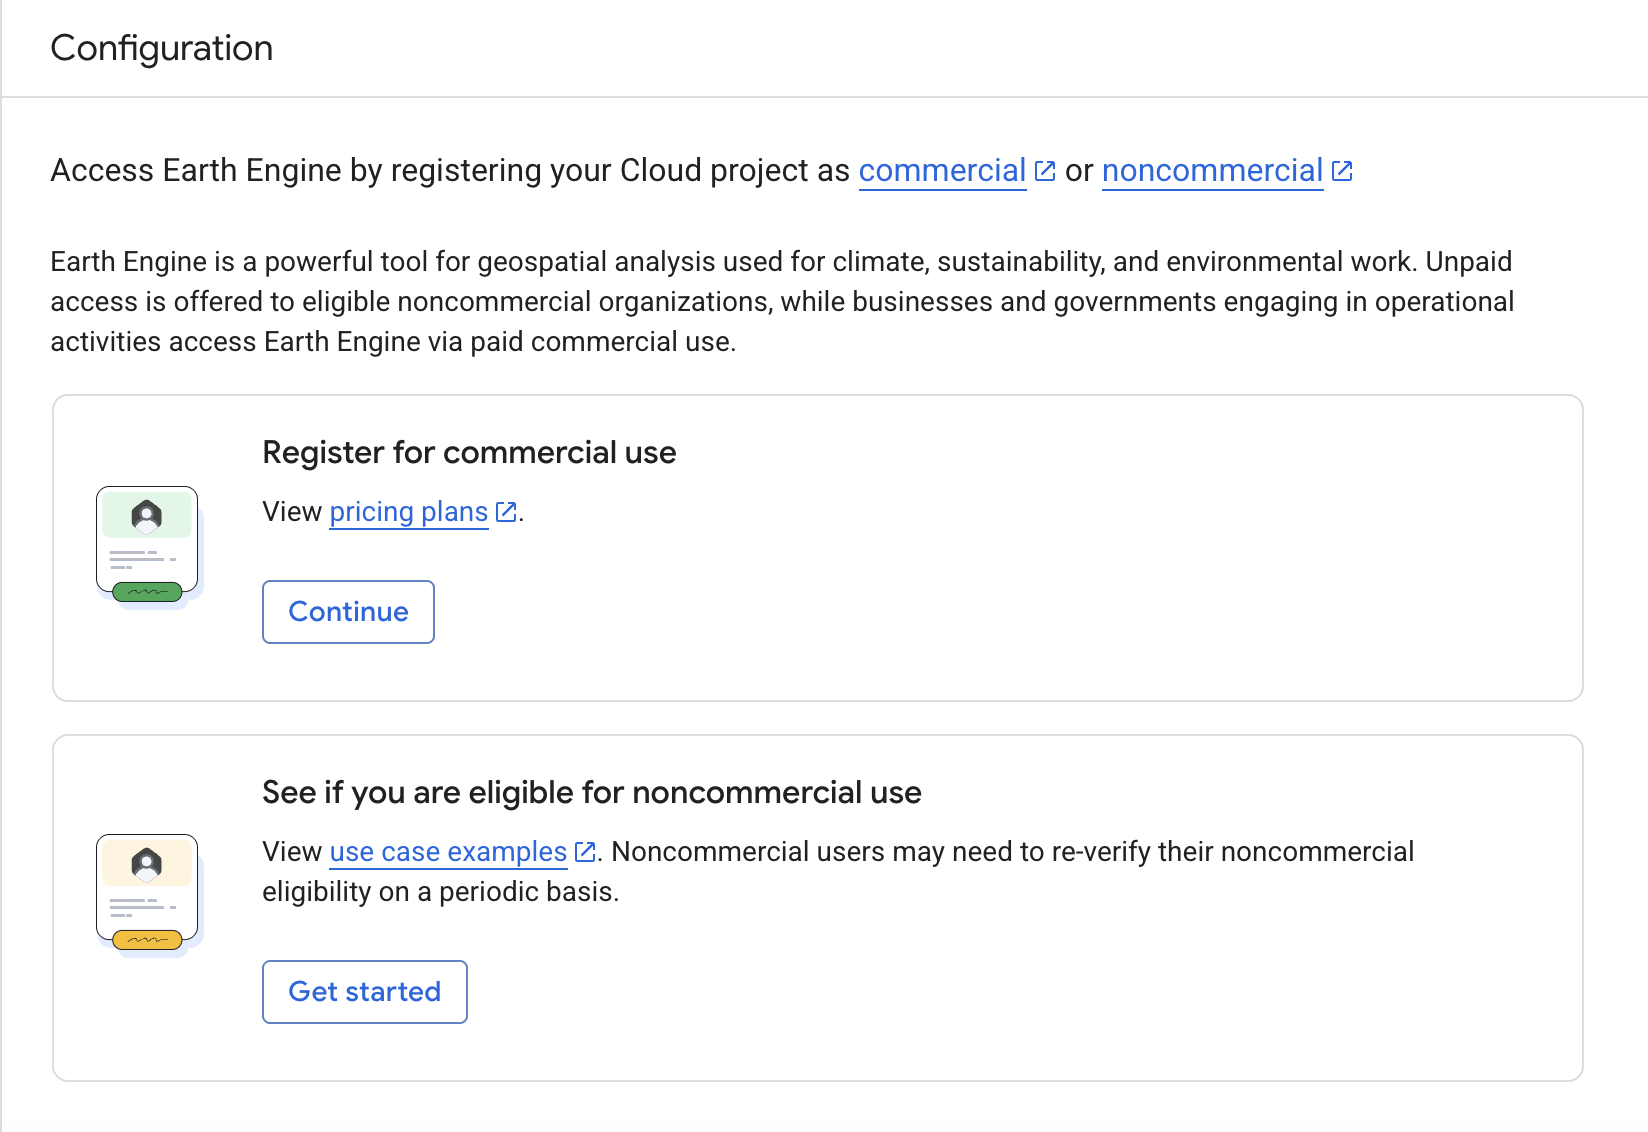 Configuration
Access Earth Engine by registering your Cloud project as commercial or noncommercial
Earth Engine is a powerful tool for geospatial analysis used for climate, sustainability, and environmental work. Unpaid
access is offered to eligible noncommercial organizations, while businesses and governments engaging in operational
activities access Earth Engine via paid commercial use.
Register for commercial use
View pricing plans.
Continue
See if you are eligible for noncommercial use
View use case examples. Noncommercial users may need to re-verify their noncommercial
eligibility on a periodic basis.
Get started